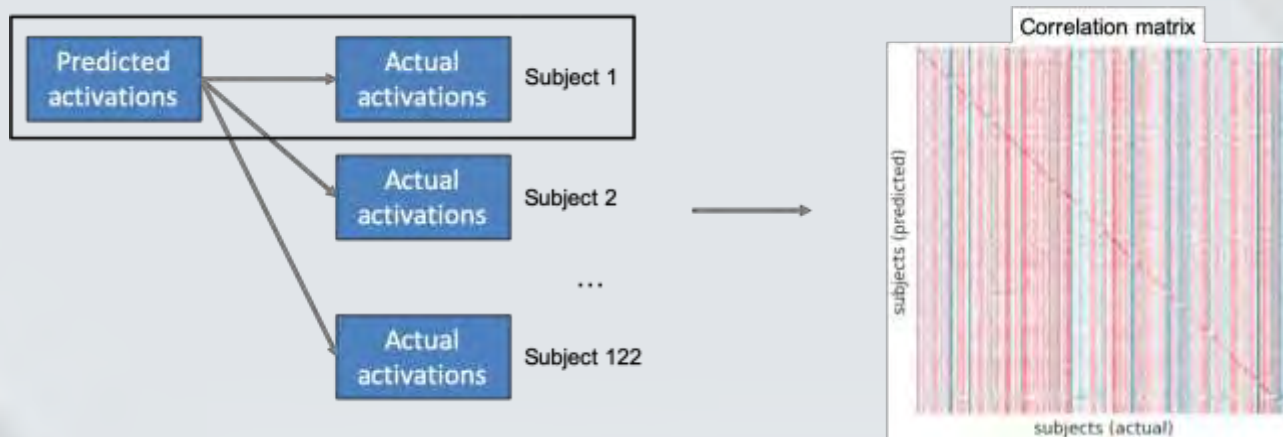 Predicted
activations
Actual
activations
Subject 1
Actual
activations
Subject 2
...
Actual
activations
Subject 122
Correlation matrix
subjects (predicted)
subjects (actual)